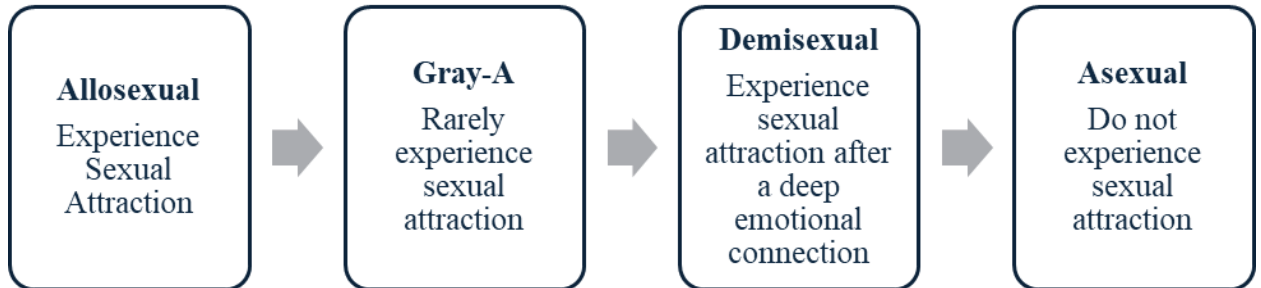 Allosexual
Experience
Sexual
Attraction
Gray-A
Rarely
experience
sexual
attraction
Demisexual
Experience
sexual
attraction after
a deep
emotional
connection
Asexual
Do not
experience
sexual
attraction